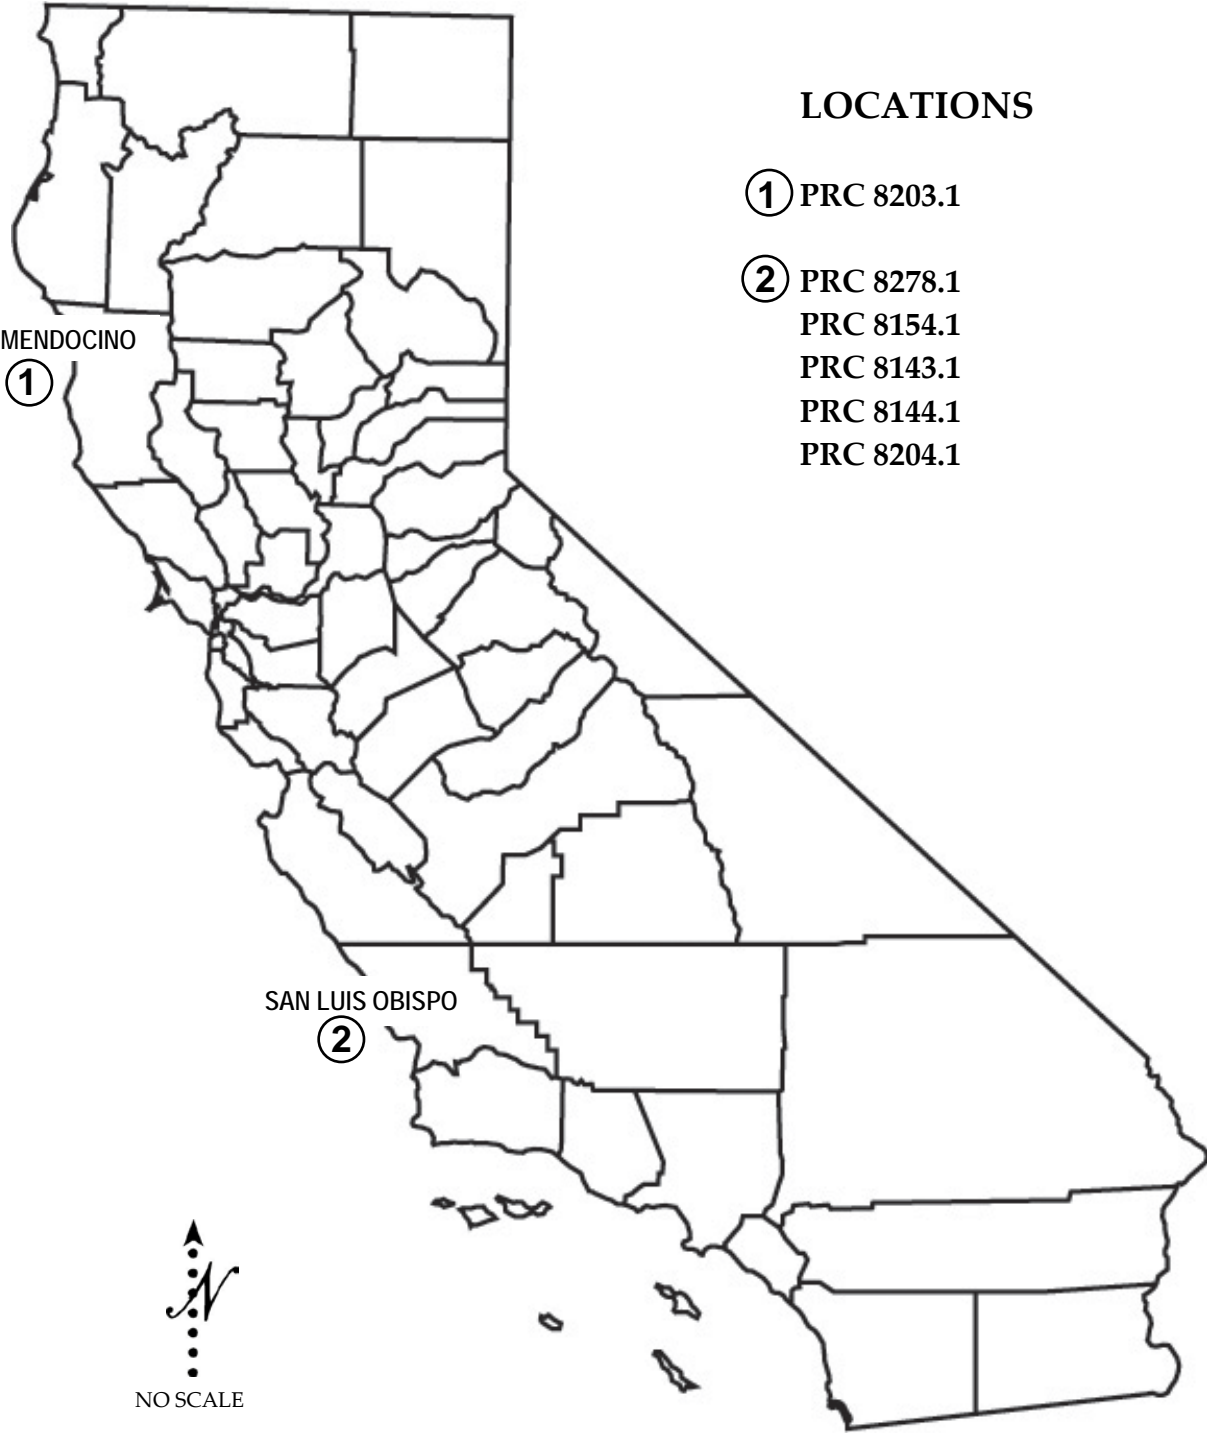 LOCATIONS
1 PRC 8203.1
2 PRC 8278.1
PRC 8154.1
PRC 8143.1
PRC 8144.1
PRC 8204.1
MENDOCINO
1
SAN LUIS OBISPO
2
N
NO SCALE